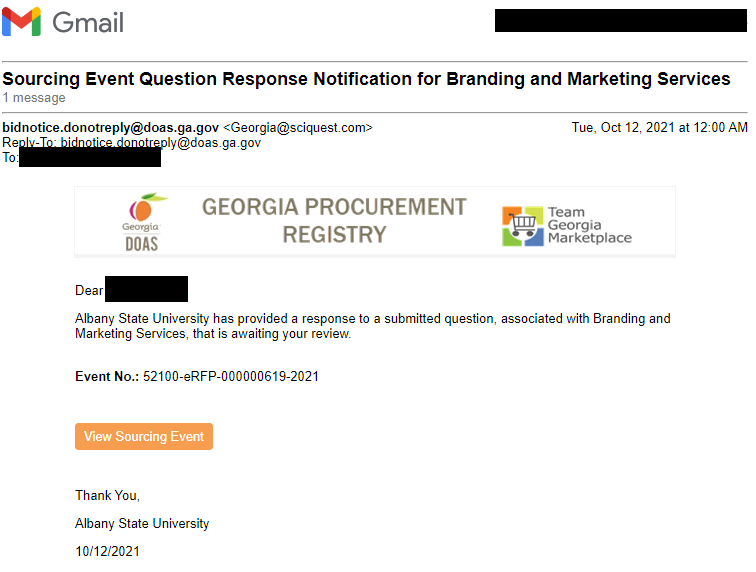 Gmail
Sourcing Event Question Response Notification for Branding and Marketing Services
1 message
bidnotice.donotreply@doas.ga.gov <Georgia@sciquest.com> Tue, Oct 12, 2021 at 12:00 AM
Reply-To: bidnotice.donotreply@doas.ga.gov
To:
Georgia
DOAS
GEORGIA PROCUREMENT
REGISTRY
Team
Georgia
Marketplace
Dear
Albany State University has provided a response to a submitted question, associated with Branding and
Marketing Services, that is awaiting your review.
Event No.: 52100-eRFP-000000619-2021
View Sourcing Event
Thank You,
Albany State University
10/12/2021